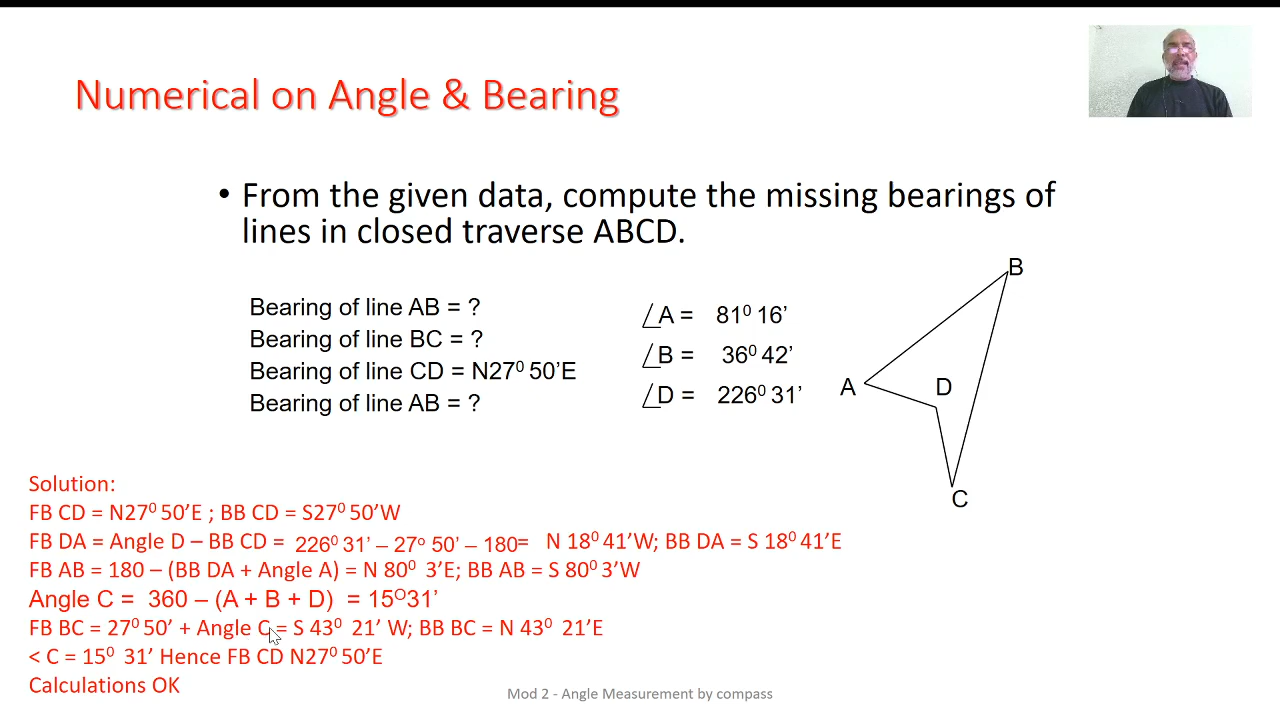 Numerical on Angle & Bearing
• From the given data, compute the missing bearings of
lines in closed traverse ABCD.
Bearing of line AB = ?
Bearing of line BC = ?
Bearing of line CD = N27⁰ 50’E
Bearing of line AB = ?
∠A = 81⁰ 16’
∠B = 36⁰ 42’
∠D = 226⁰ 31’
B
A
D
C
Solution:
FB CD = N27⁰ 50’E ; BB CD = S27⁰ 50’W
FB DA = Angle D – BB CD = 226⁰ 31’ – 27ᵒ 50’ – 180= N 18⁰ 41’W; BB DA = S 18⁰ 41’E
FB AB = 180 – (BB DA + Angle A) = N 80⁰ 3’E; BB AB = S 80⁰ 3’W
Angle C = 360 – (A + B + D) = 15ᴼ31’
FB BC = 27⁰ 50’ + Angle C = S 43⁰ 21’ W; BB BC = N 43⁰ 21’E
< C = 15⁰ 31’ Hence FB CD N27⁰ 50’E
Calculations OK
Mod 2 - Angle Measurement by compass